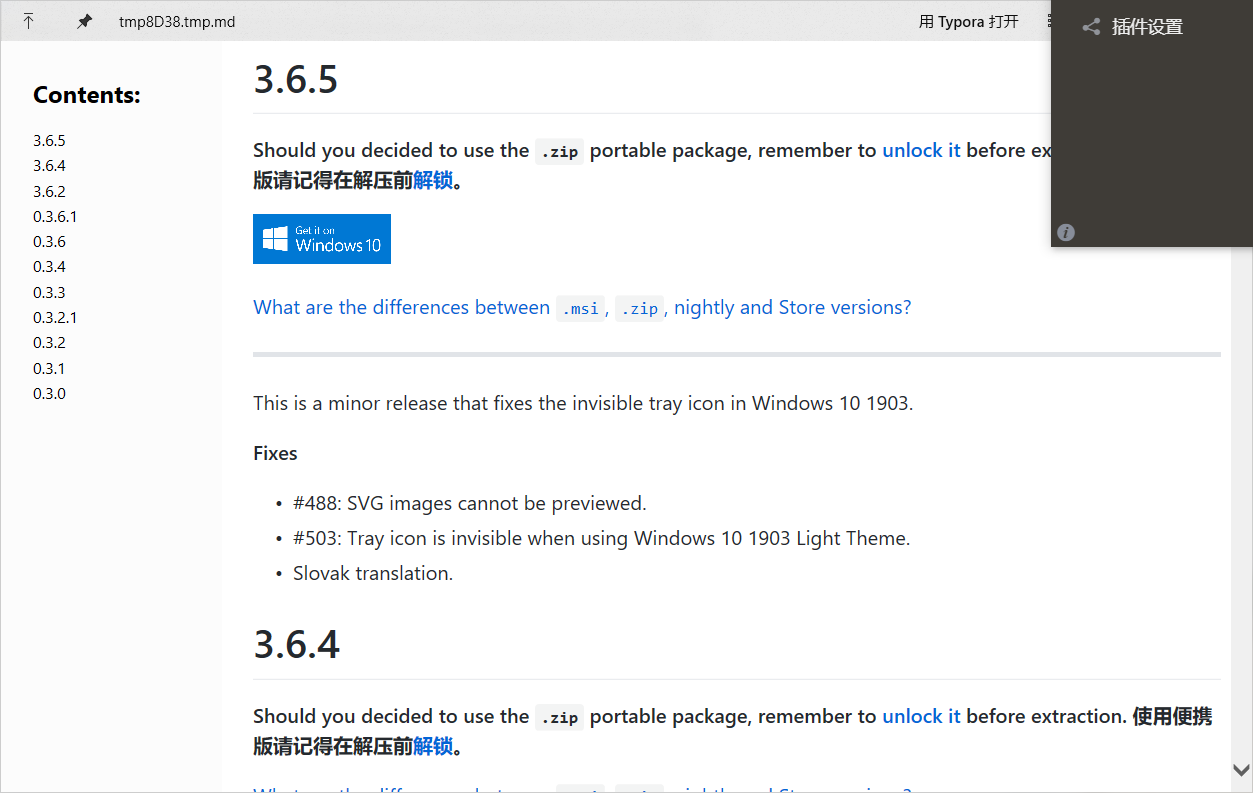 tmp8D38.tmp.md
用 Typora 打开
插件设置
Contents:
3.6.5
3.6.4
3.6.2
0.3.6.1
0.3.6
0.3.4
0.3.3
0.3.2.1
0.3.2
0.3.1
0.3.0
3.6.5
Should you decided to use the .zip portable package, remember to unlock it before
版请记得在解压前解锁。
Get it on
Windows 10
What are the differences between .msi, .zip, nightly and Store versions?
This is a minor release that fixes the invisible tray icon in Windows 10 1903.
Fixes
• #488: SVG images cannot be previewed.
• #503: Tray icon is invisible when using Windows 10 1903 Light Theme.
• Slovak translation.
3.6.4
Should you decided to use the .zip portable package, remember to unlock it before extraction. 使用便携
版请记得在解压前解锁。